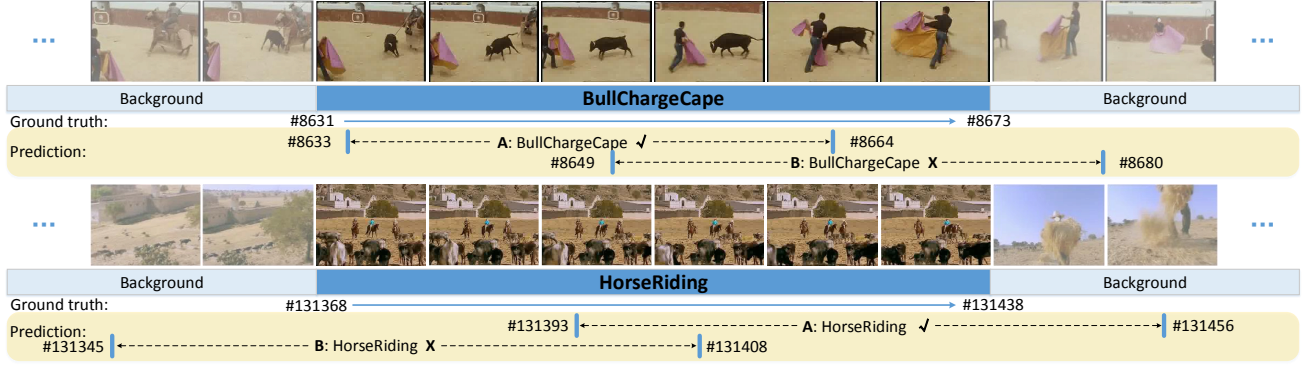 ...
...
Background BullChargeCape Background
Ground truth: #8631 #8673
Prediction: #8633 A: BullChargeCape ✓ #8664
#8649 B: BullChargeCape X #8680
...
...
Background HorseRiding Background
Ground truth: #131368 #131438
Prediction: #131393 A: HorseRiding ✓ #131456
#131345 B: HorseRiding X #131408